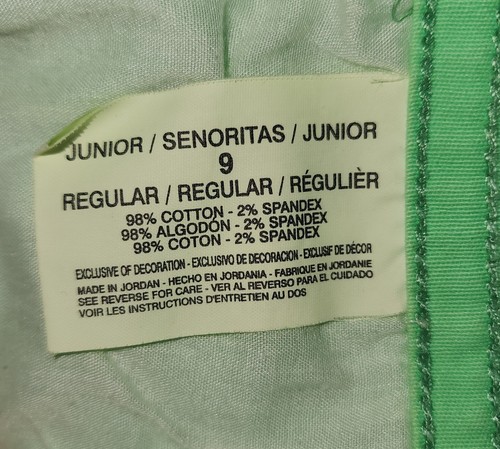 JUNIOR / SENORITAS / JUNIOR
9
REGULAR / REGULAR / RÉGULIÈR
98% COTTON - 2% SPANDEX
98% ALGODÓN - 2% SPANDEX
98% COTON - 2% SPANDEX
EXCLUSIVE OF DECORATION - EXCLUSIVO DE DECORACION - EXCLUSIF DE DÉCOR
MADE IN JORDAN - HECHO EN JORDANIA - FABRIQUE EN JORDANIE
SEE REVERSE FOR CARE - VER AL REVERSO PARA EL CUIDADO
VOIR LES INSTRUCTIONS D'ENTRETIEN AU DOS